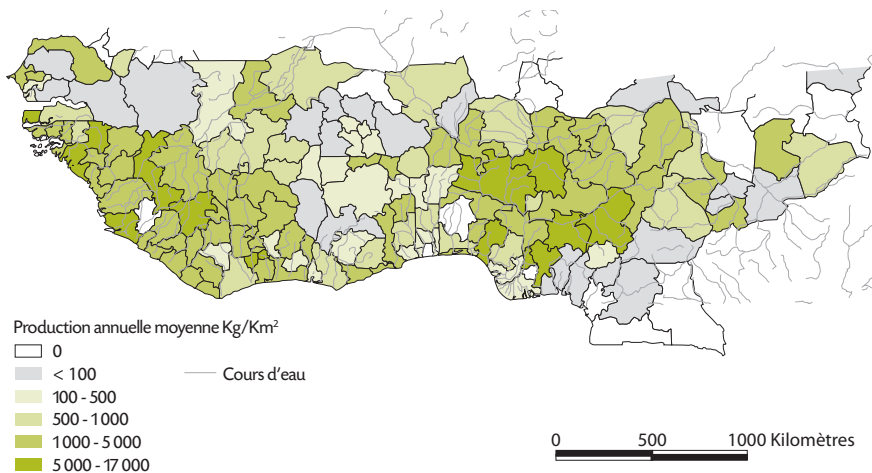 Production annuelle moyenne Kg/Km²
0
< 100
100 - 500
500 - 1 000
1 000 - 5 000
5 000 - 17 000
Cours d'eau
0 500 1000 Kilomètres